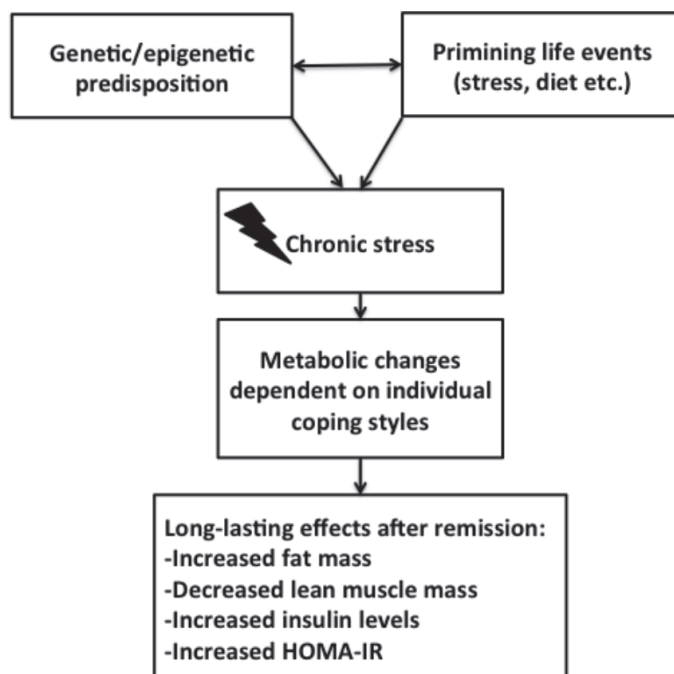 Genetic/epigenetic
predisposition
Primining life events
(stress, diet etc.)
Chronic stress
Metabolic changes
dependent on individual
coping styles
Long-lasting effects after remission:
-Increased fat mass
-Decreased lean muscle mass
-Increased insulin levels
-Increased HOMA-IR